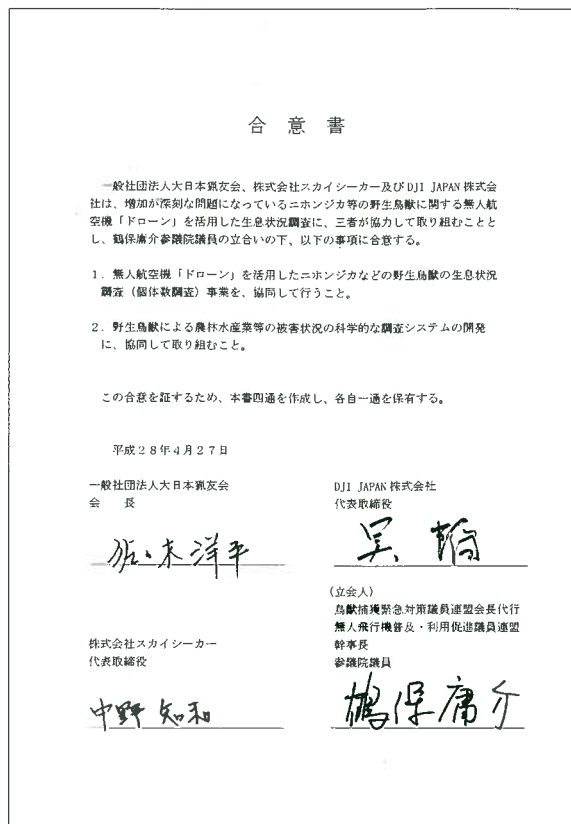 合 意 書
一般社団法人大日本猟友会、株式会社スカイシーカー及びDJI JAPAN 株式会
社は、増加が深刻な問題になっているニホンジカ等の野生鳥獣に関する無人航
空機「ドローン」を活用した生息状況調査に、三者が協力して取り組むことと
し、鶴保庸介参議院議員の立合いの下、以下の事項に合意する。
1．無人航空機「ドローン」を活用したニホンジカなどの野生鳥獣の生息状況
調査（個体数調査）事業を、協同して行うこと。
2．野生鳥獣による農林水産業等の被害状況の科学的な調査システムの開発
に、協同して取り組むこと。
この合意を証するため、本書四通を作成し、各自一通を保有する。
平成２８年４月２７日
一般社団法人大日本猟友会
会 長
佐々木洋平
DJI JAPAN 株式会社
代表取締役
呉 韜
株式会社スカイシーカー
代表取締役
中野知和
（立会人）
鳥獣捕獲緊急対策議員連盟会長代行
無人飛行機普及・利用促進議員連盟
幹事長
参議院議員
鶴保庸介